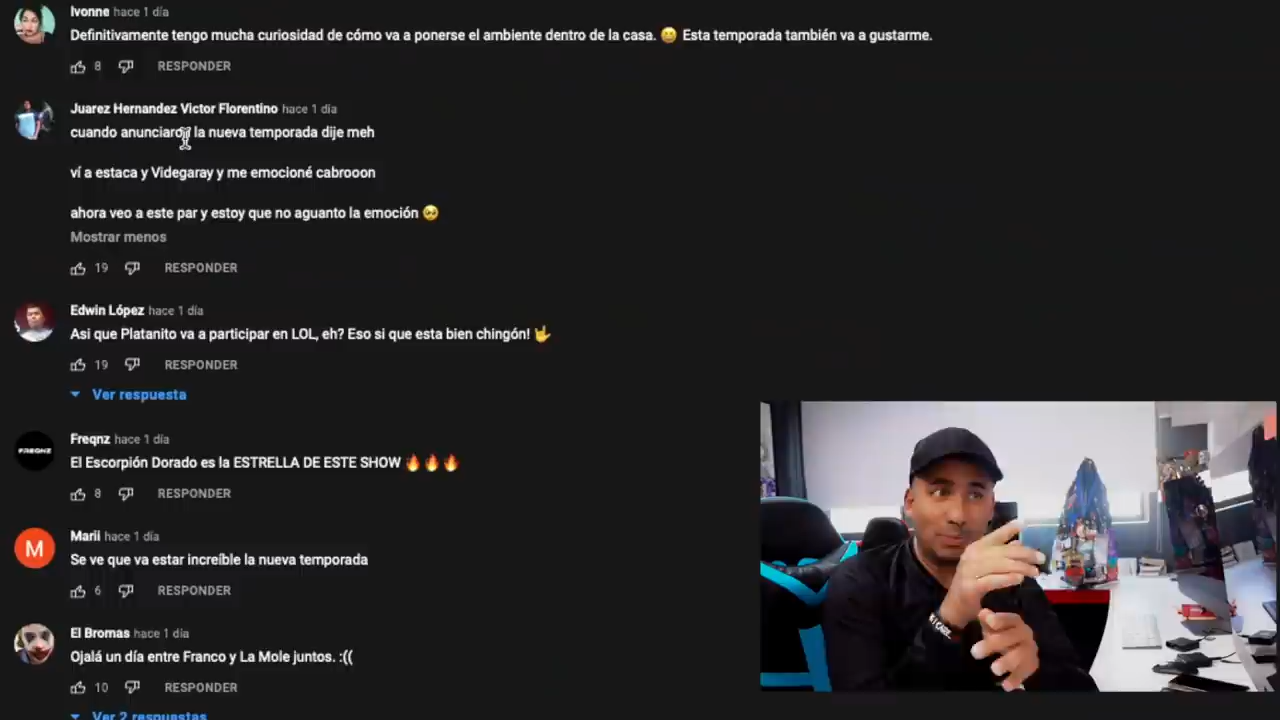 Ivonne hace 1 día
Definitivamente tengo mucha curiosidad de cómo va a ponerse el ambiente dentro de la casa. 😀 Esta temporada también va a gustarme.
8 RESPONDER
Juarez Hernandez Victor Florentino hace 1 día
cuando anunciaron la nueva temporada dije meh
ví a estaca y Videgaray y me emocioné cabrooon
ahora veo a este par y estoy que no aguanto la emoción 🥺
Mostrar menos
19 RESPONDER
Edwin López hace 1 día
Asi que Platanito va a participar en LOL, eh? Eso si que esta bien chingón! 🤟
19 RESPONDER
Ver respuesta
FREQNZ
Freqnz hace 1 día
El Escorpión Dorado es la ESTRELLA DE ESTE SHOW 🔥🔥🔥
8 RESPONDER
M
Marii hace 1 día
Se ve que va estar increíble la nueva temporada
6 RESPONDER
El Bromas hace 1 día
Ojalá un día entre Franco y La Mole juntos. :((
10 RESPONDER
Ver 2 respuestas